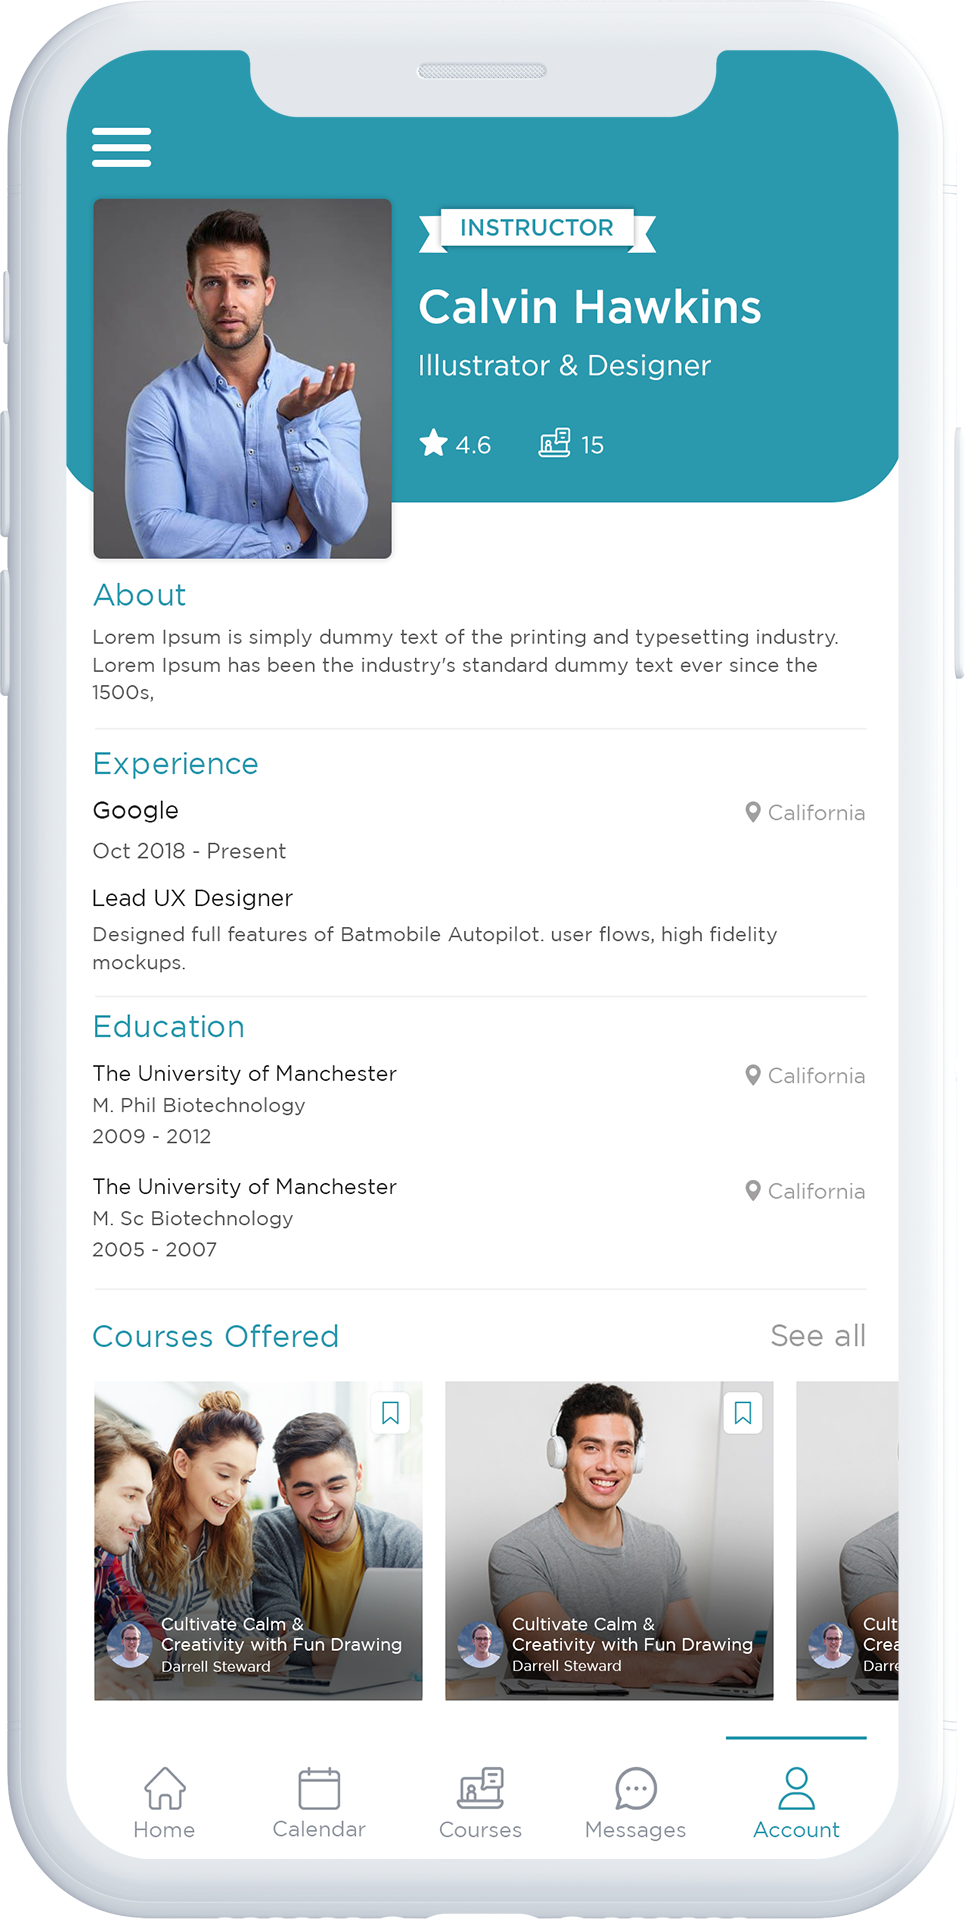 INSTRUCTOR
Calvin Hawkins
Illustrator & Designer
4.6
15
About
Lorem Ipsum is simply dummy text of the printing and typesetting industry.
Lorem Ipsum has been the industry's standard dummy text ever since the
1500s,
Experience
Google
California
Oct 2018 - Present
Lead UX Designer
Designed full features of Batmobile Autopilot. user flows, high fidelity
mockups.
Education
The University of Manchester
California
M. Phil Biotechnology
2009 - 2012
The University of Manchester
California
M. Sc Biotechnology
2005 - 2007
Courses Offered
See all
Cultivate Calm &
Creativity with Fun Drawing
Darrell Steward
Cultivate Calm &
Creativity with Fun Drawing
Darrell Steward
Cult
Crea
Darre
Home
Calendar
Courses
Messages
Account